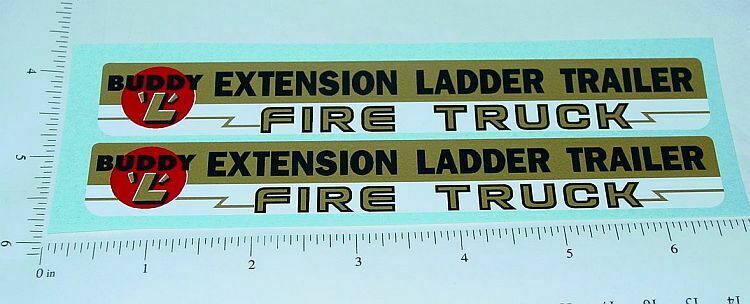 BUDDY EXTENSION LADDER TRAILER
"L"
FIRE TRUCK
BUDDY EXTENSION LADDER TRAILER
"L"
FIRE TRUCK
4
5
6
0 in 1 2 3 4 5 6